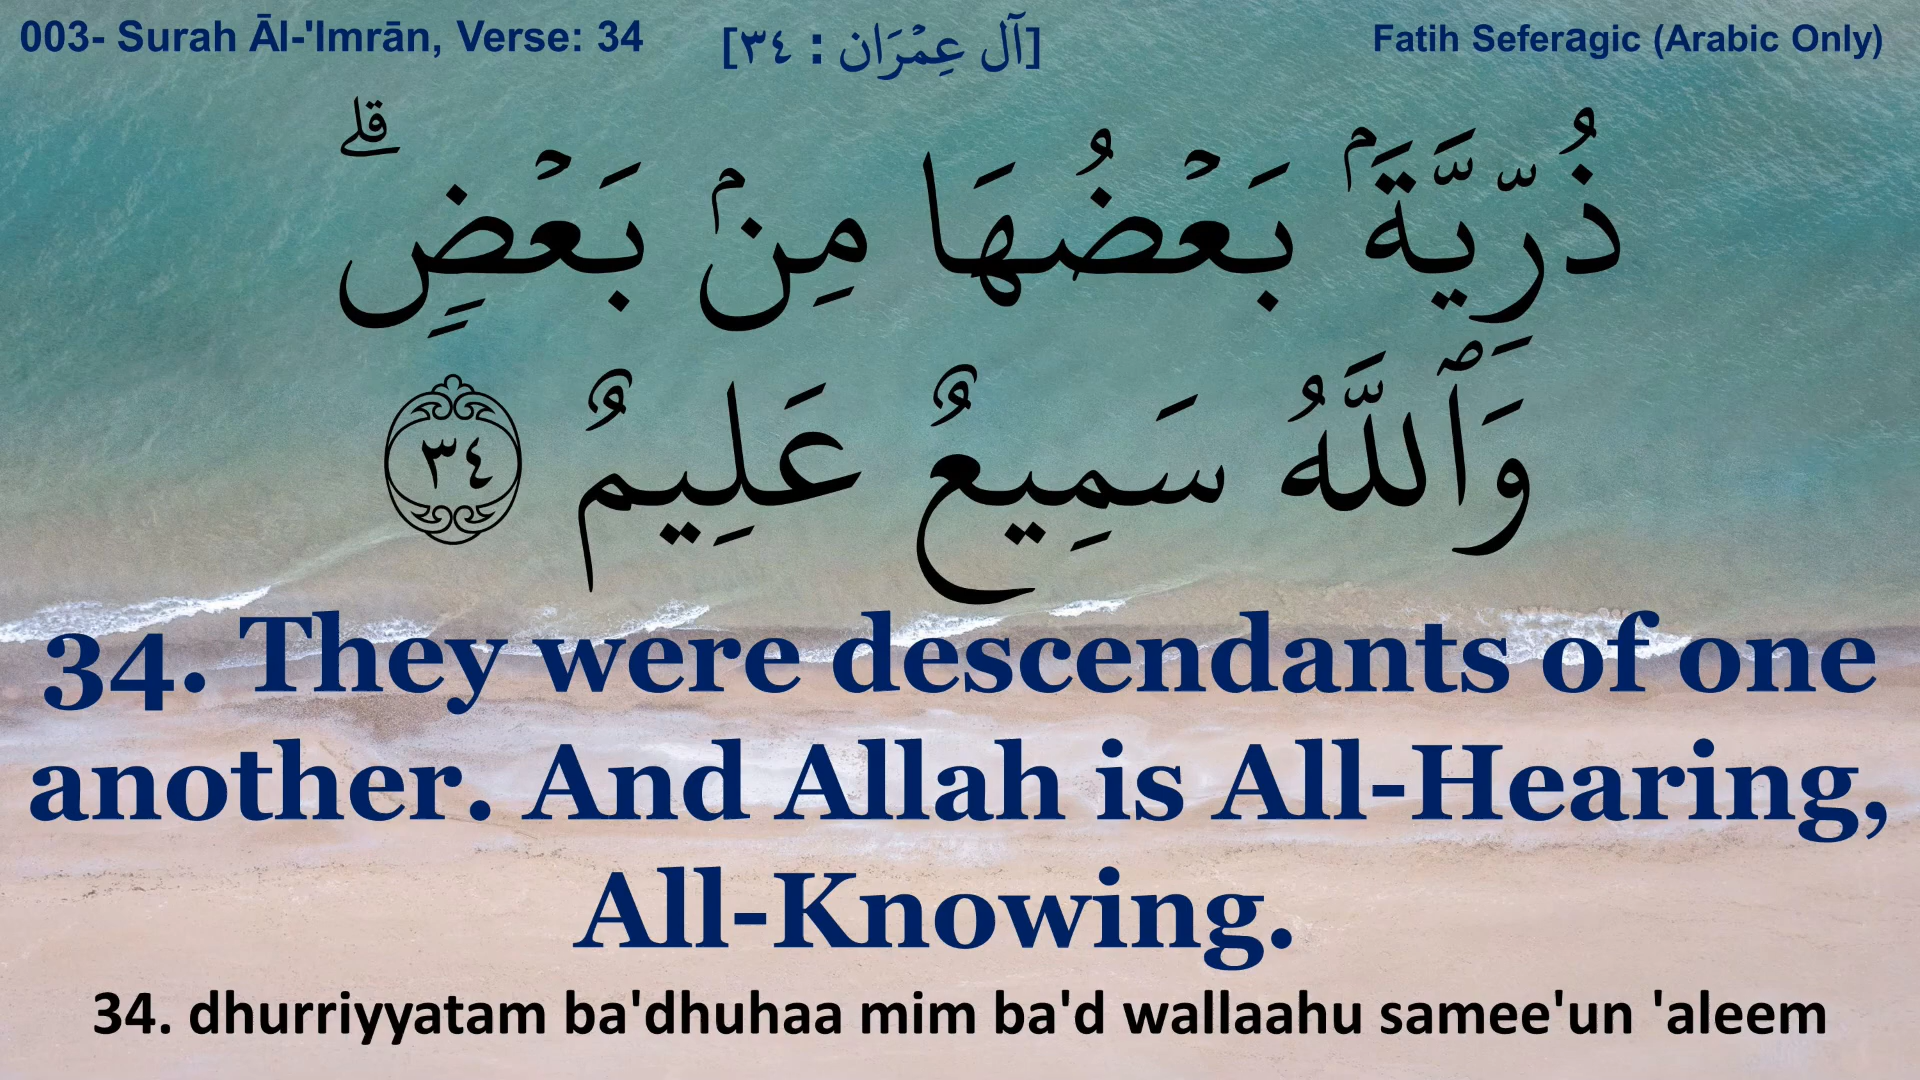 003- Surah Āl-'Imrān, Verse: 34
[آل عِمْرَان : ٣٤]
Fatih Seferagic (Arabic Only)
ذُرِّيَّةَۢ بَعْضُهَا مِنۢ بَعْضٍۢ ۗ
وَٱللَّهُ سَمِيعٌ عَلِيمٌ ٣٤
34. They were descendants of one
another. And Allah is All-Hearing,
All-Knowing.
34. dhurriyyatam ba'dhuhaa mim ba'd wallaahu samee'un 'aleem